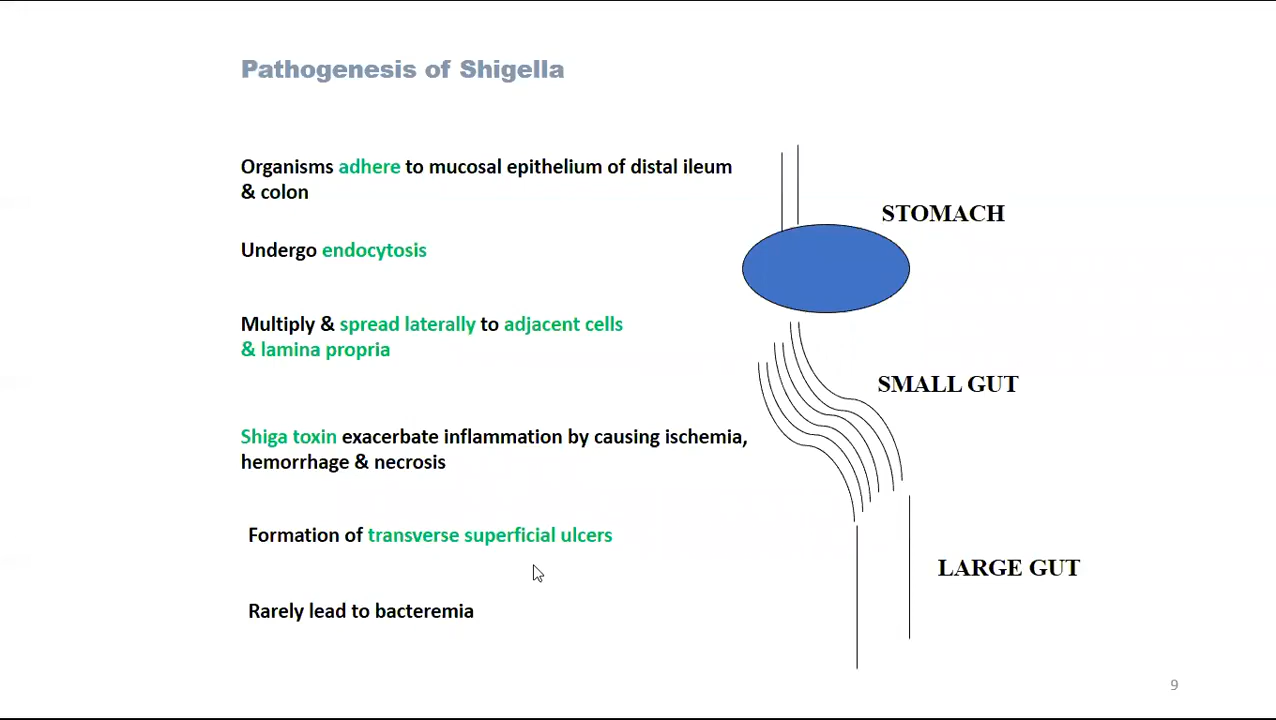 Pathogenesis of Shigella
Organisms adhere to mucosal epithelium of distal ileum
& colon
Undergo endocytosis
Multiply & spread laterally to adjacent cells
& lamina propria
Shiga toxin exacerbate inflammation by causing ischemia,
hemorrhage & necrosis
Formation of transverse superficial ulcers
Rarely lead to bacteremia
STOMACH
SMALL GUT
LARGE GUT
9